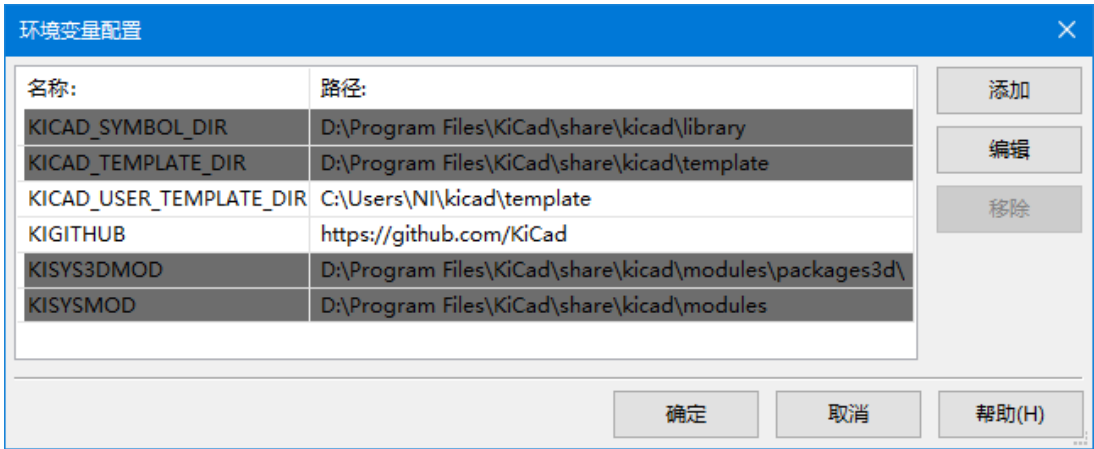 环境变量配置
名称: 路径: 添加
KICAD_SYMBOL_DIR D:\Program Files\KiCad\share\kicad\library
KICAD_TEMPLATE_DIR D:\Program Files\KiCad\share\kicad\template 编辑
KICAD_USER_TEMPLATE_DIR C:\Users\NI\kicad\template 移除
KIGITHUB https://github.com/KiCad
KISYS3DMOD D:\Program Files\KiCad\share\kicad\modules\packages3d\
KISYSMOD D:\Program Files\KiCad\share\kicad\modules
确定 取消 帮助(H)